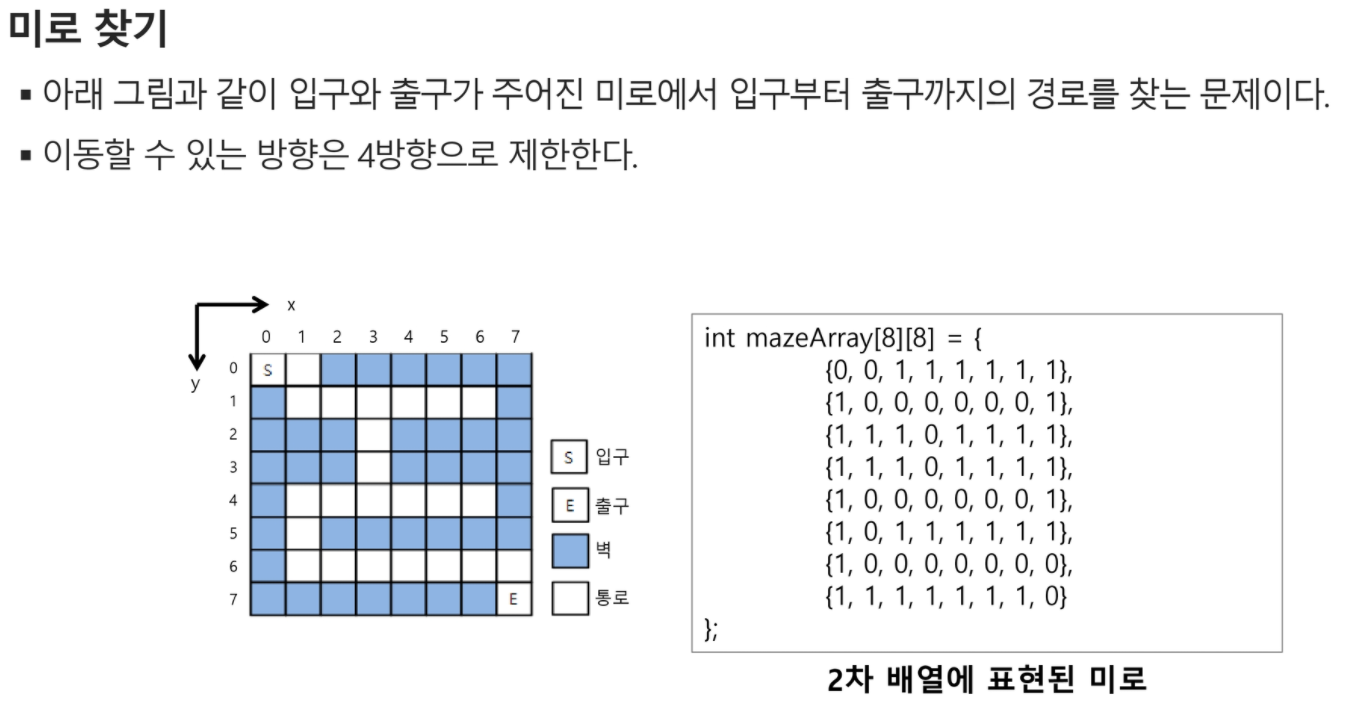 미로 찾기
▪ 아래 그림과 같이 입구와 출구가 주어진 미로에서 입구부터 출구까지의 경로를 찾는 문제이다.
▪ 이동할 수 있는 방향은 4방향으로 제한한다.
x
y
0 1 2 3 4 5 6 7
0
S
1
2
3
4
5
6
7
E
S 입구
E 출구
벽
통로
int mazeArray[8][8] = {
{0, 0, 1, 1, 1, 1, 1, 1},
{1, 0, 0, 0, 0, 0, 0, 1},
{1, 1, 1, 0, 1, 1, 1, 1},
{1, 1, 1, 0, 1, 1, 1, 1},
{1, 0, 0, 0, 0, 0, 0, 1},
{1, 0, 1, 1, 1, 1, 1, 1},
{1, 0, 0, 0, 0, 0, 0, 0},
{1, 1, 1, 1, 1, 1, 1, 0}
};
2차 배열에 표현된 미로